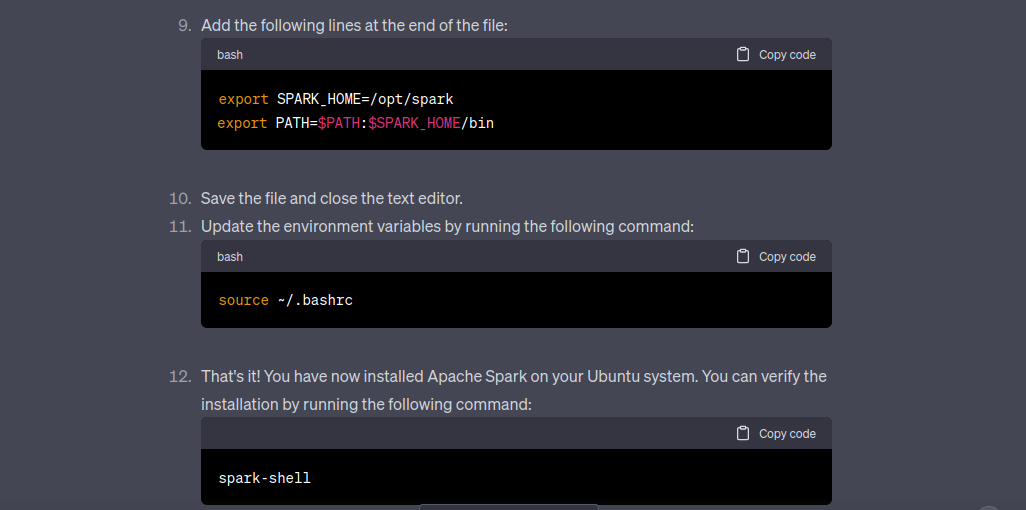 9. Add the following lines at the end of the file:
bash Copy code
export SPARK_HOME=/opt/spark
export PATH=$PATH:$SPARK_HOME/bin
10. Save the file and close the text editor.
11. Update the environment variables by running the following command:
bash Copy code
source ~/.bashrc
12. That's it! You have now installed Apache Spark on your Ubuntu system. You can verify the
installation by running the following command:
Copy code
spark-shell